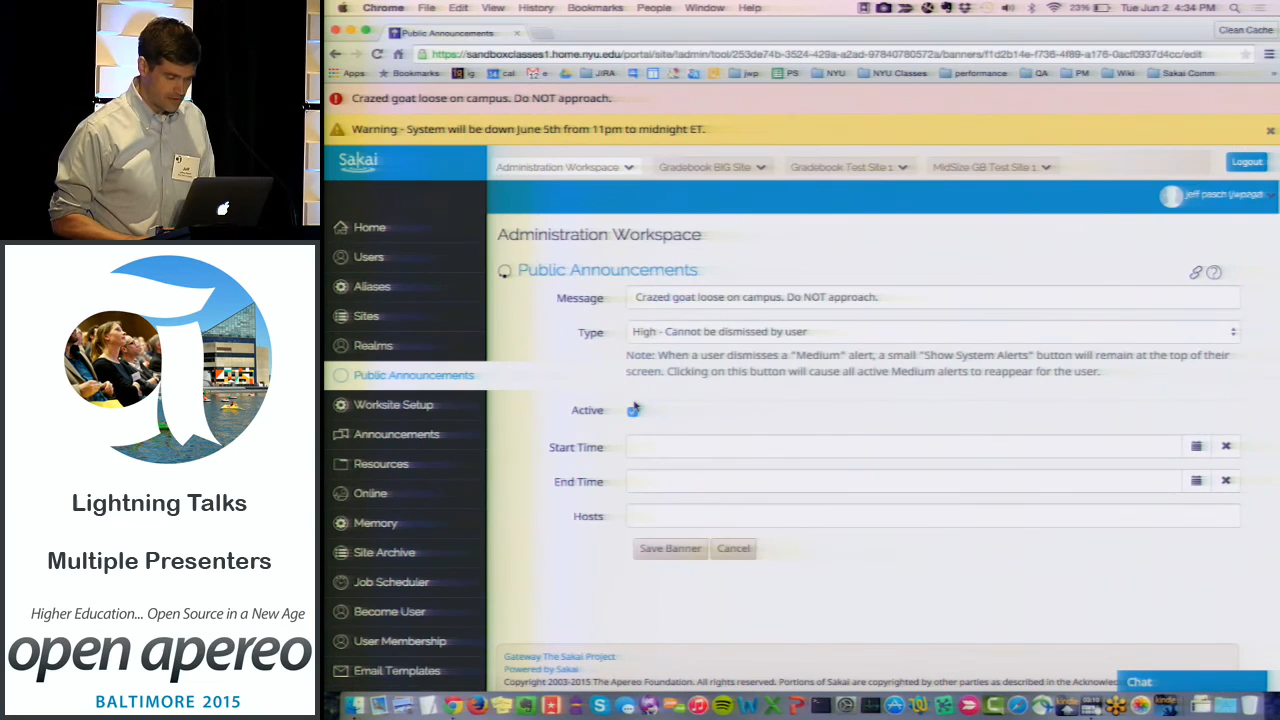 Chrome File Edit View History Bookmarks People Window Help 23% Tue Jun 2 4:34 PM
Public Announcements
Clean Cache
Apps Bookmarks ig cal e JIRA jwp PS NYU NYU Classes performance QA PM Wiki Sakai Comm
Crazed goat loose on campus. Do NOT approach.
Warning - System will be down June 5th from 11pm to midnight ET.
Sakai
Administration Workspace Gradebook BIG Site Gradebook Test Site 1 MidSize GB Test Site 1 Logout
Jeff
Home
Users
Aliases
Sites
Realms
Public Announcements
Worksite Setup
Announcements
Resources
Online
Memory
Site Archive
Job Scheduler
Become User
User Membership
Email Templates
Administration Workspace
Public Announcements
Message Crazed goat loose on campus. Do NOT approach.
Type High - Cannot be dismissed by user
Note: When a user dismisses a "Medium" alert, a small "Show System Alerts" button will remain at the top of their
screen. Clicking on this button will cause all active Medium alerts to reappear for the user.
Active
Start Time
End Time
Hosts
Save Banner Cancel
Gateway The Sakai Project
Powered by Sakai
Copyright 2003-2015 The Apereo Foundation. All rights reserved. Portions of Sakai are copyrighted by other parties as described in the
Chat
Lightning Talks
Multiple Presenters
Higher Education... Open Source in a New Age
open apereo
BALTIMORE 2015